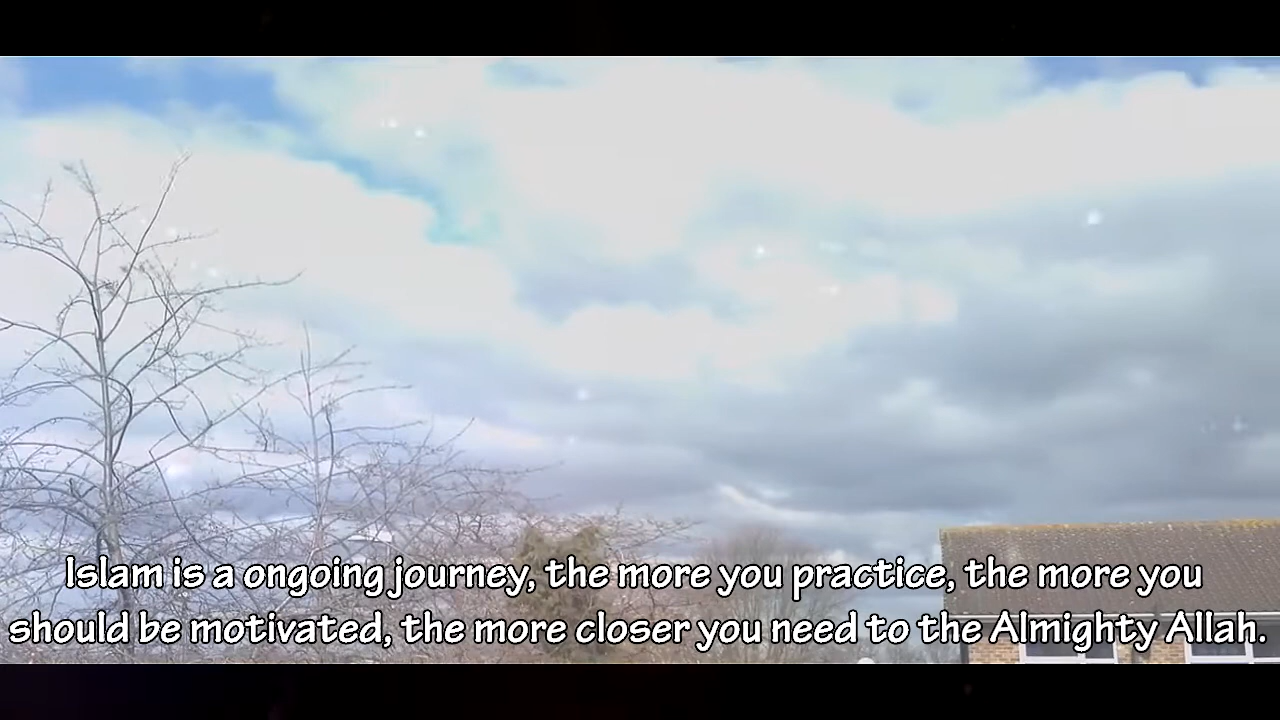 Islam is a ongoing journey, the more you practice, the more you
should be motivated, the more closer you need to the Almighty Allah.